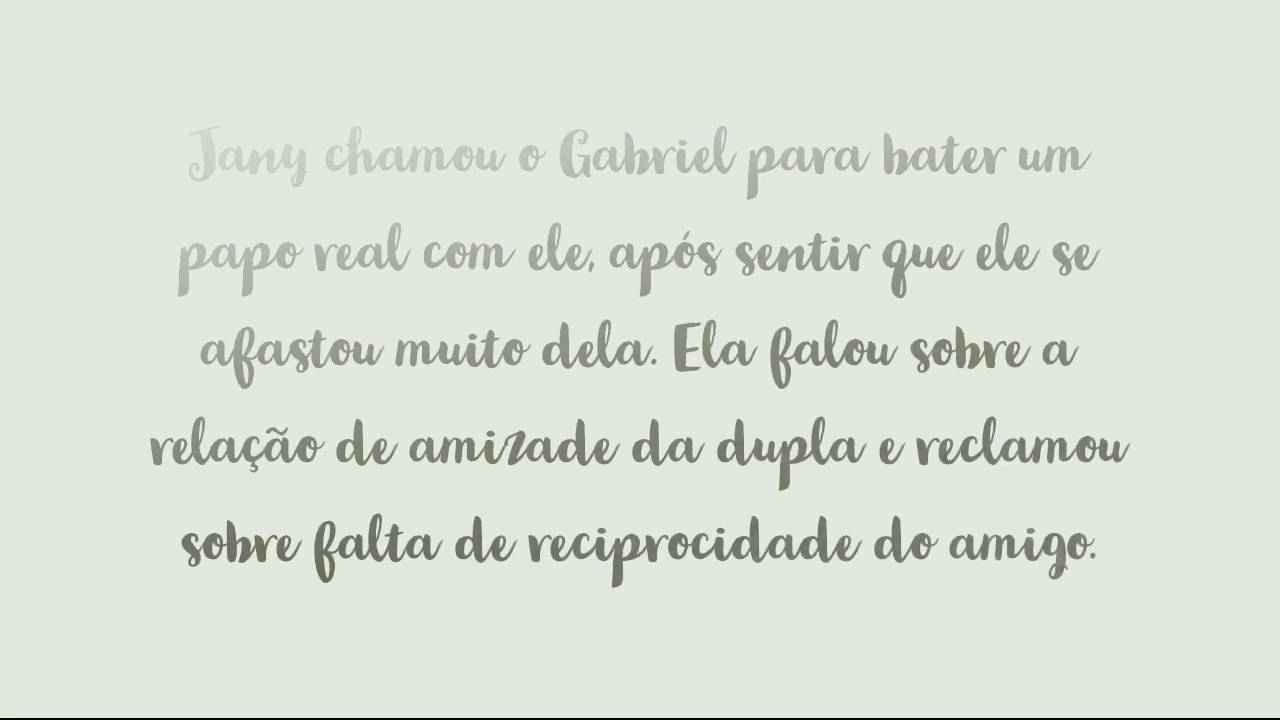 Jany chamou o Gabriel para bater um
papo real com ele, após sentir que ele se
afastou muito dela. Ela falou sobre a
relação de amizade da dupla e reclamou
sobre falta de reciprocidade do amigo.